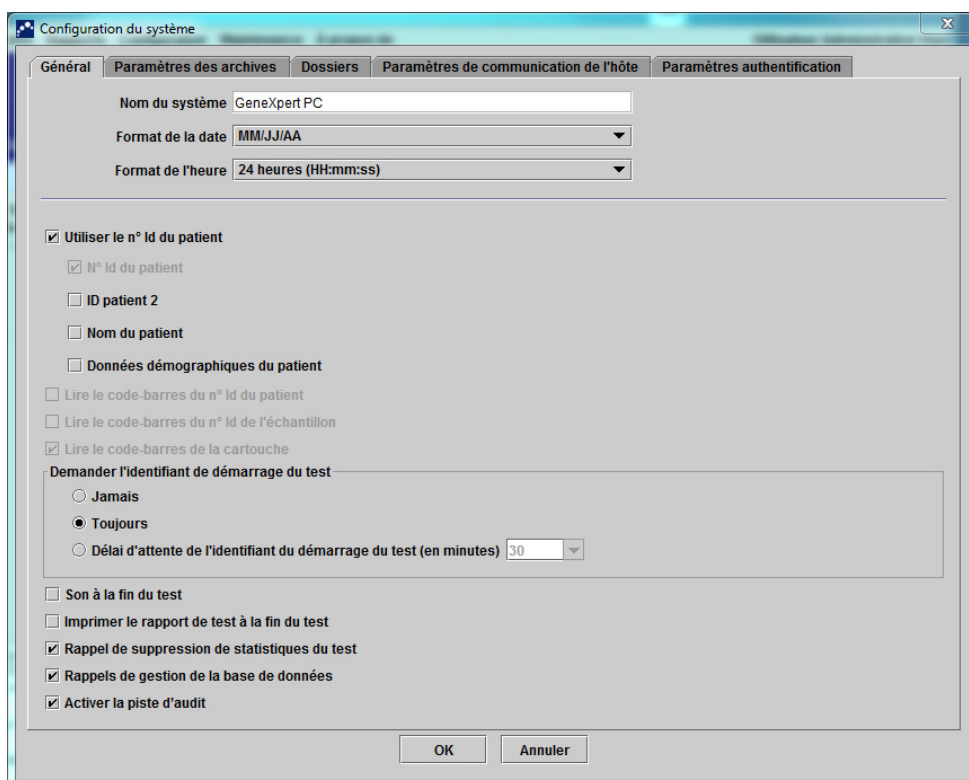 Configuration du système
Général Paramètres des archives Dossiers Paramètres de communication de l'hôte Paramètres authentification
Nom du système GeneXpert PC
Format de la date MM/JJ/AA
Format de l'heure 24 heures (HH:mm:ss)
Utiliser le n° Id du patient
N° Id du patient
ID patient 2
Nom du patient
Données démographiques du patient
Lire le code-barres du n° Id du patient
Lire le code-barres du n° Id de l'échantillon
Lire le code-barres de la cartouche
Demander l'identifiant de démarrage du test
Jamais
Toujours
Délai d'attente de l'identifiant du démarrage du test (en minutes) 30
Son à la fin du test
Imprimer le rapport de test à la fin du test
Rappel de suppression de statistiques du test
Rappels de gestion de la base de données
Activer la piste d'audit
OK Annuler